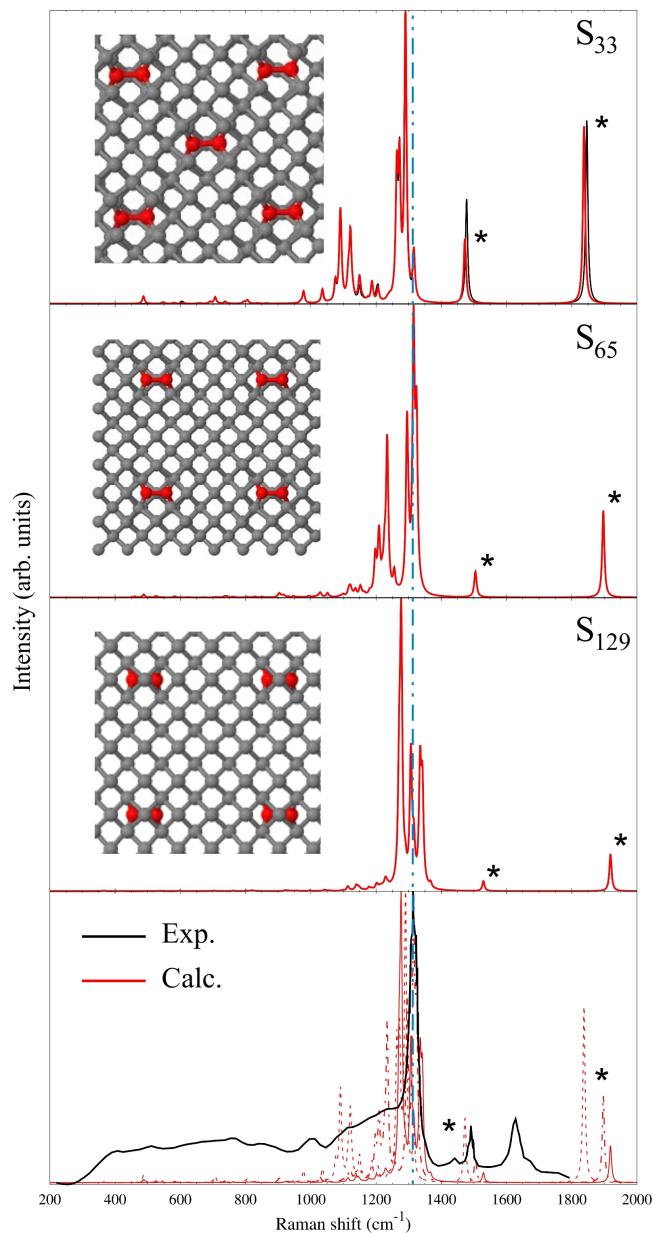 S33
*
*
S65
*
*
S129
*
*
Exp.
Calc.
*
*
Intensity (arb. units)
200 400 600 800 1000 1200 1400 1600 1800 2000
Raman shift (cm-1)